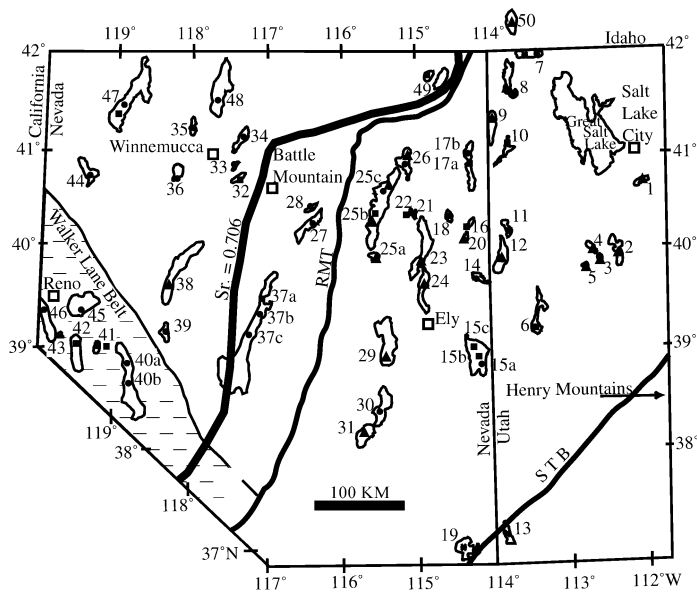 50
119° 118° 117° 116° 115° 114°
Idaho
42° 42°
California
Nevada
47 48 49 7
8
35 34 9 10
Great
Salt
Lake
Salt
Lake
City
Winnemucca
33
41° 41°
Battle
Mountain
44 36 32
26 17b
17a
1
25c
28 27 25b 22 21 18 16
20
11
12
4 2
3
5
Walker Lane Belt
Sr. = 0.706
RMT
40° 40°
25a 23
24
14
38 37a
37b
37c
6
Reno
46 45
43 42 41
39
Ely
15c
15b 15a
39° 39°
40a
40b
29
30
31
Henry Mountains
Nevada
Utah
STB
119°
38° 38°
118°
100 KM
19 13
37°N
117° 116° 115° 114° 113° 112°W